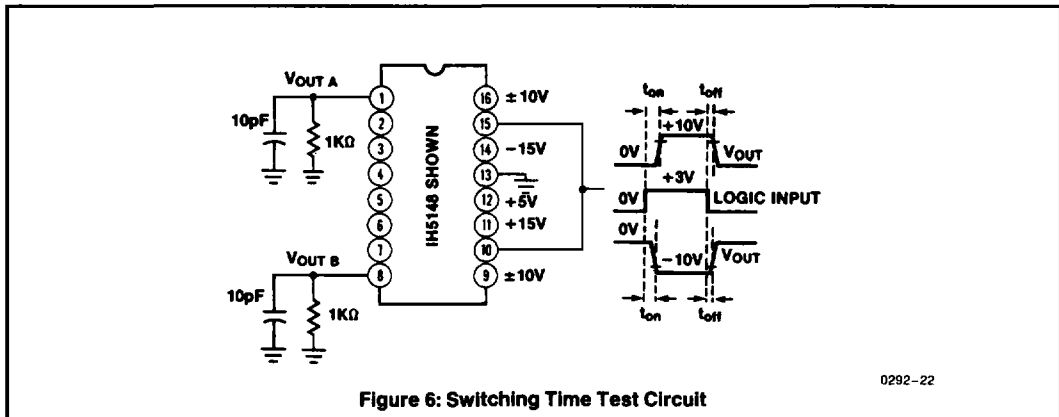 VOUT A
10pF
1KΩ
VOUT B
10pF
1KΩ
1
2
3
4
5
6
7
8
IH5148 SHOWN
16 ±10V
15
14 -15V
13
12 +5V
11 +15V
10
9 ±10V
ton toff
+10V
0V VOUT
+3V
0V LOGIC INPUT
0V
-10V VOUT
ton toff
0292-22
Figure 6: Switching Time Test Circuit